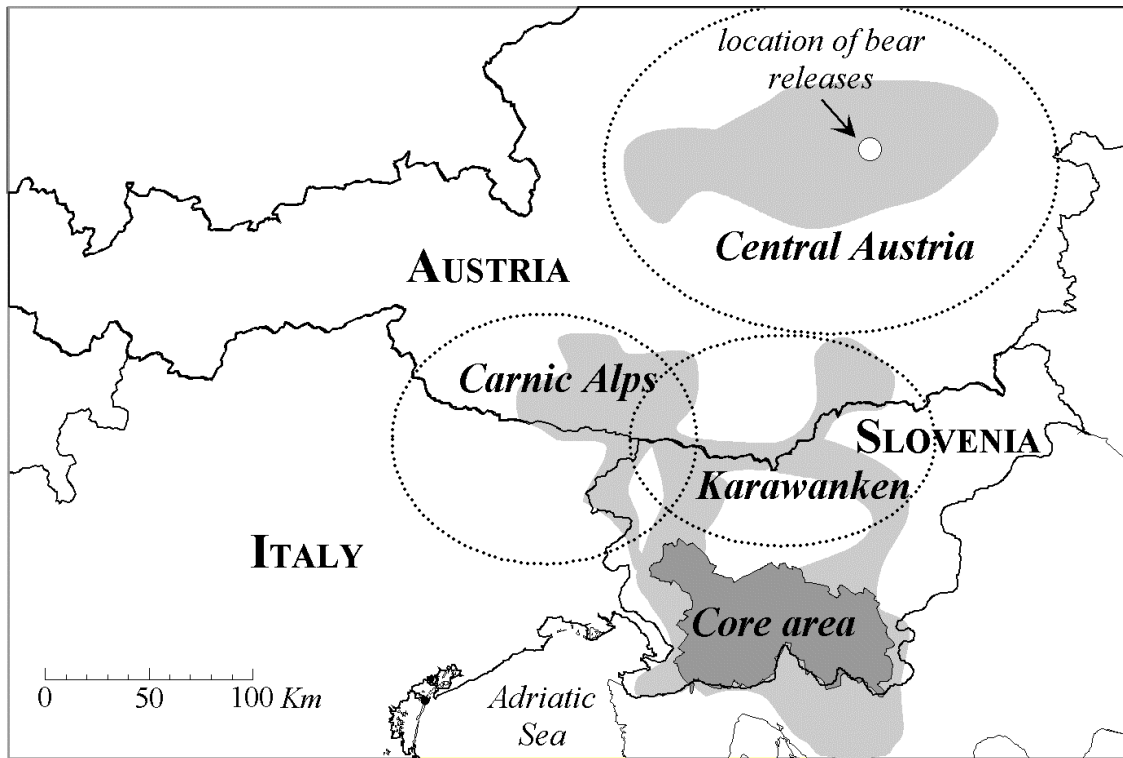 location of bear
releases
Central Austria
AUSTRIA
Carnic Alps
SLOVENIA
Karawanken
ITALY
Core area
0 50 100 Km
Adriatic
Sea